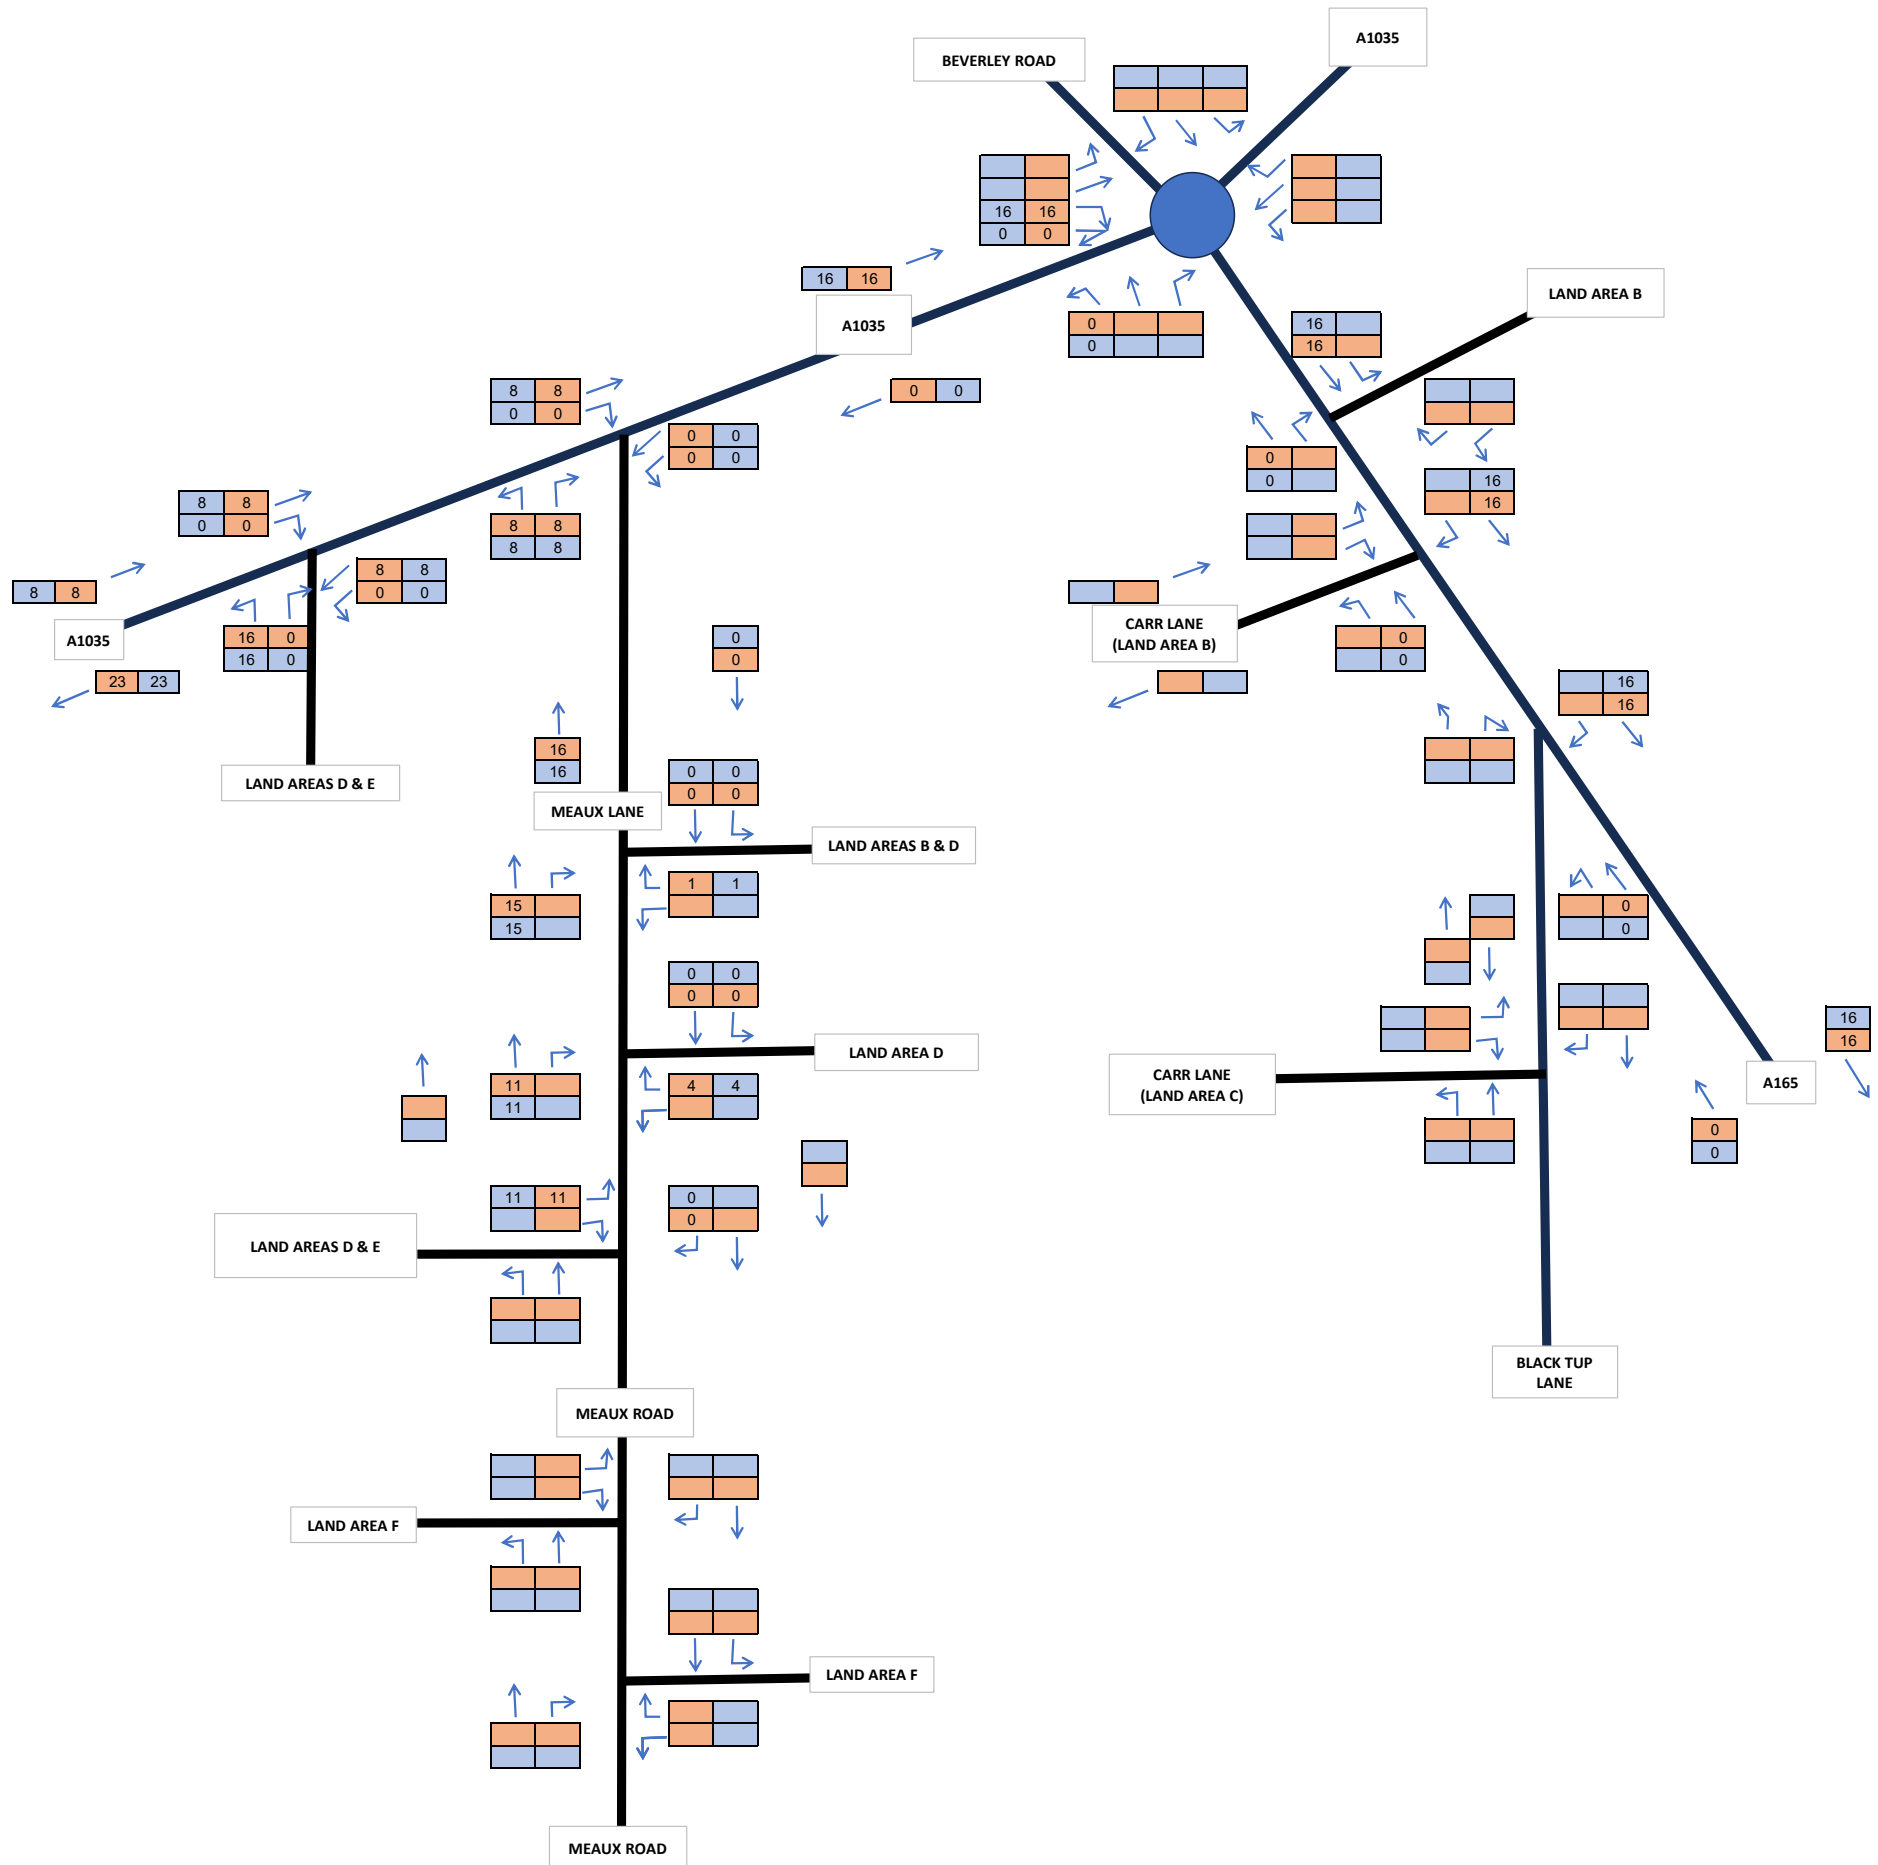 A1035
BEVERLEY ROAD
16 16
0 0
16 16
A1035
LAND AREA B
0
0
16
16
8 8
0 0
0 0
0 0
0 0
0
0
16
16
8 8
0 0
8 8
8 8
8 8
0 0
8 8
A1035
16 0
16 0
23 23
LAND AREAS D & E
CARR LANE
(LAND AREA B)
0
0
0
0
16
16
16
16
MEAUX LANE
0 0
0 0
LAND AREAS B & D
15
15
1 1
0
0
0 0
0 0
LAND AREA D
11
11
4 4
CARR LANE
(LAND AREA C)
A165
16
16
0
0
11 11
0
0
LAND AREAS D & E
BLACK TUP
LANE
MEAUX ROAD
LAND AREA F
LAND AREA F
MEAUX ROAD